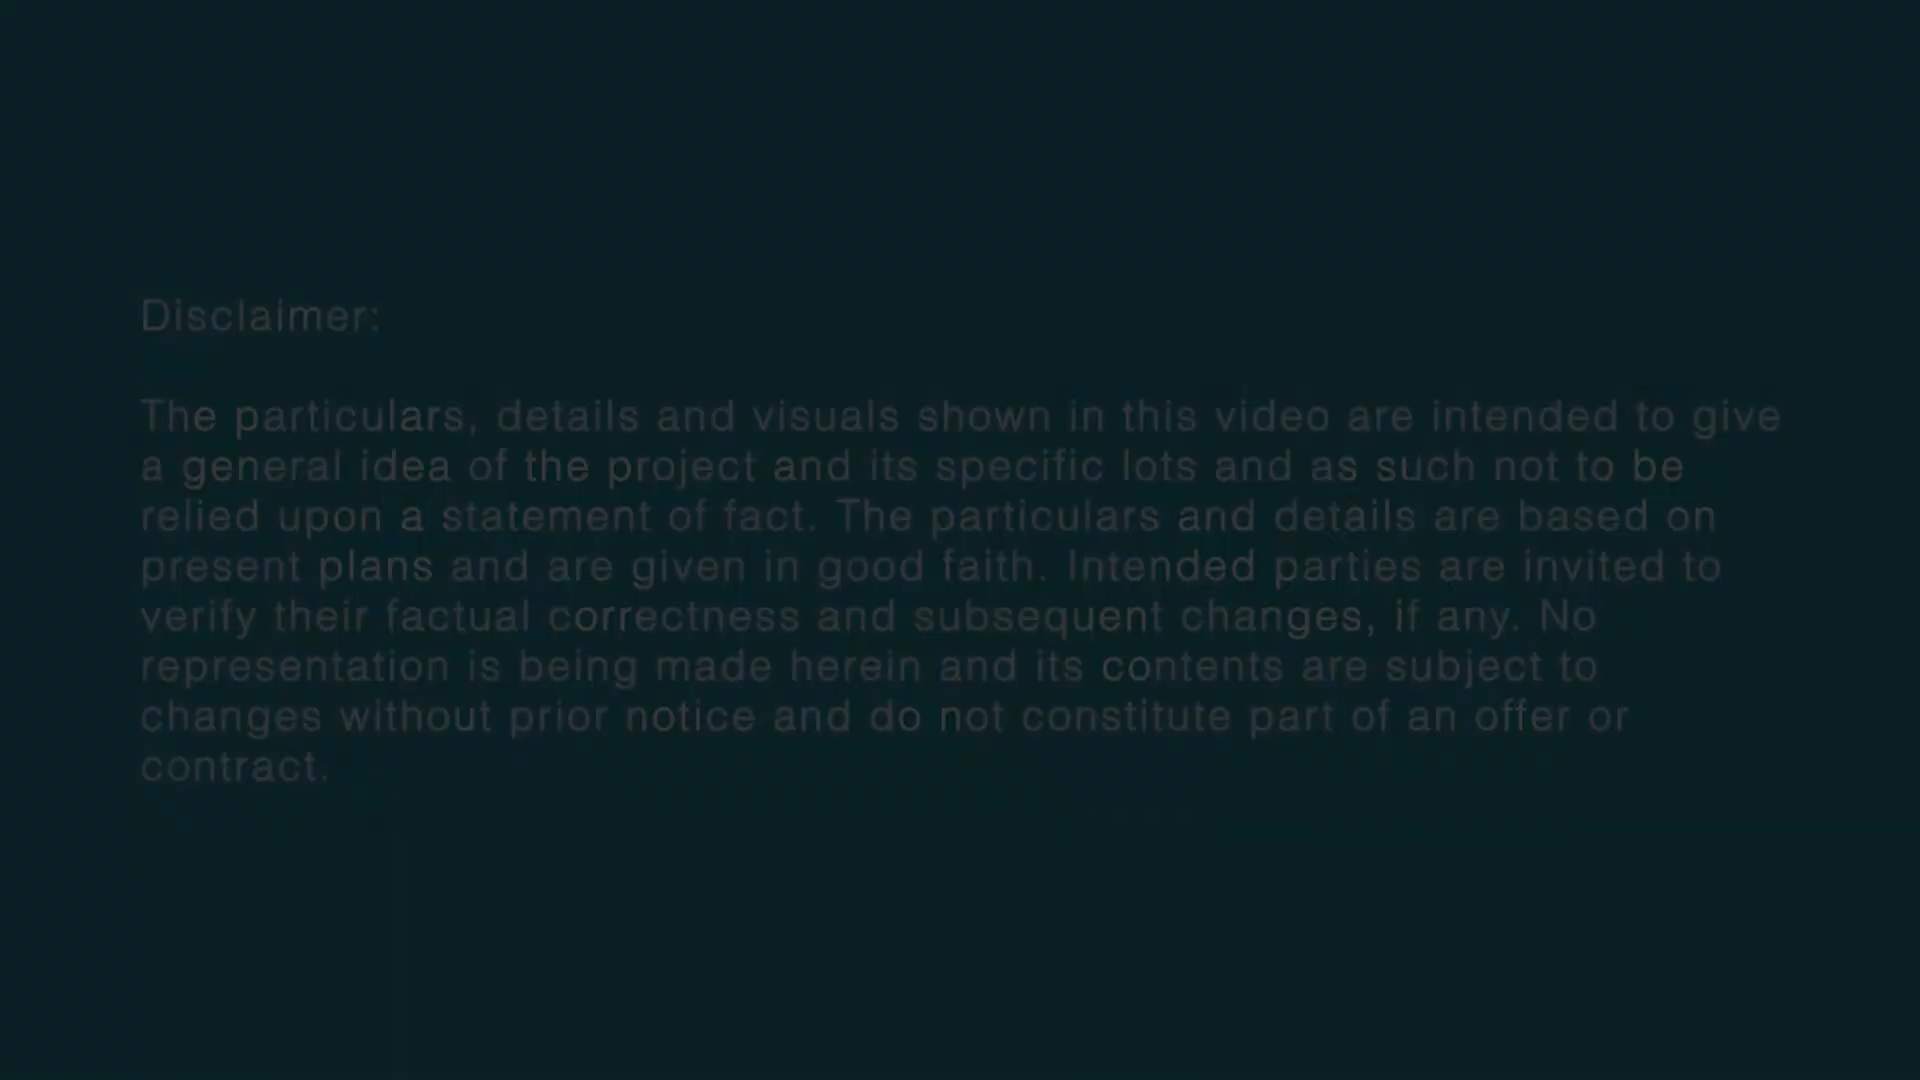 Disclaimer:
The particulars, details and visuals shown in this video are intended to give
a general idea of the project and its specific lots and as such not to be
relied upon a statement of fact. The particulars and details are based on
present plans and are given in good faith. Intended parties are invited to
verify their factual correctness and subsequent changes, if any. No
representation is being made herein and its contents are subject to
changes without prior notice and do not constitute part of an offer or
contract.